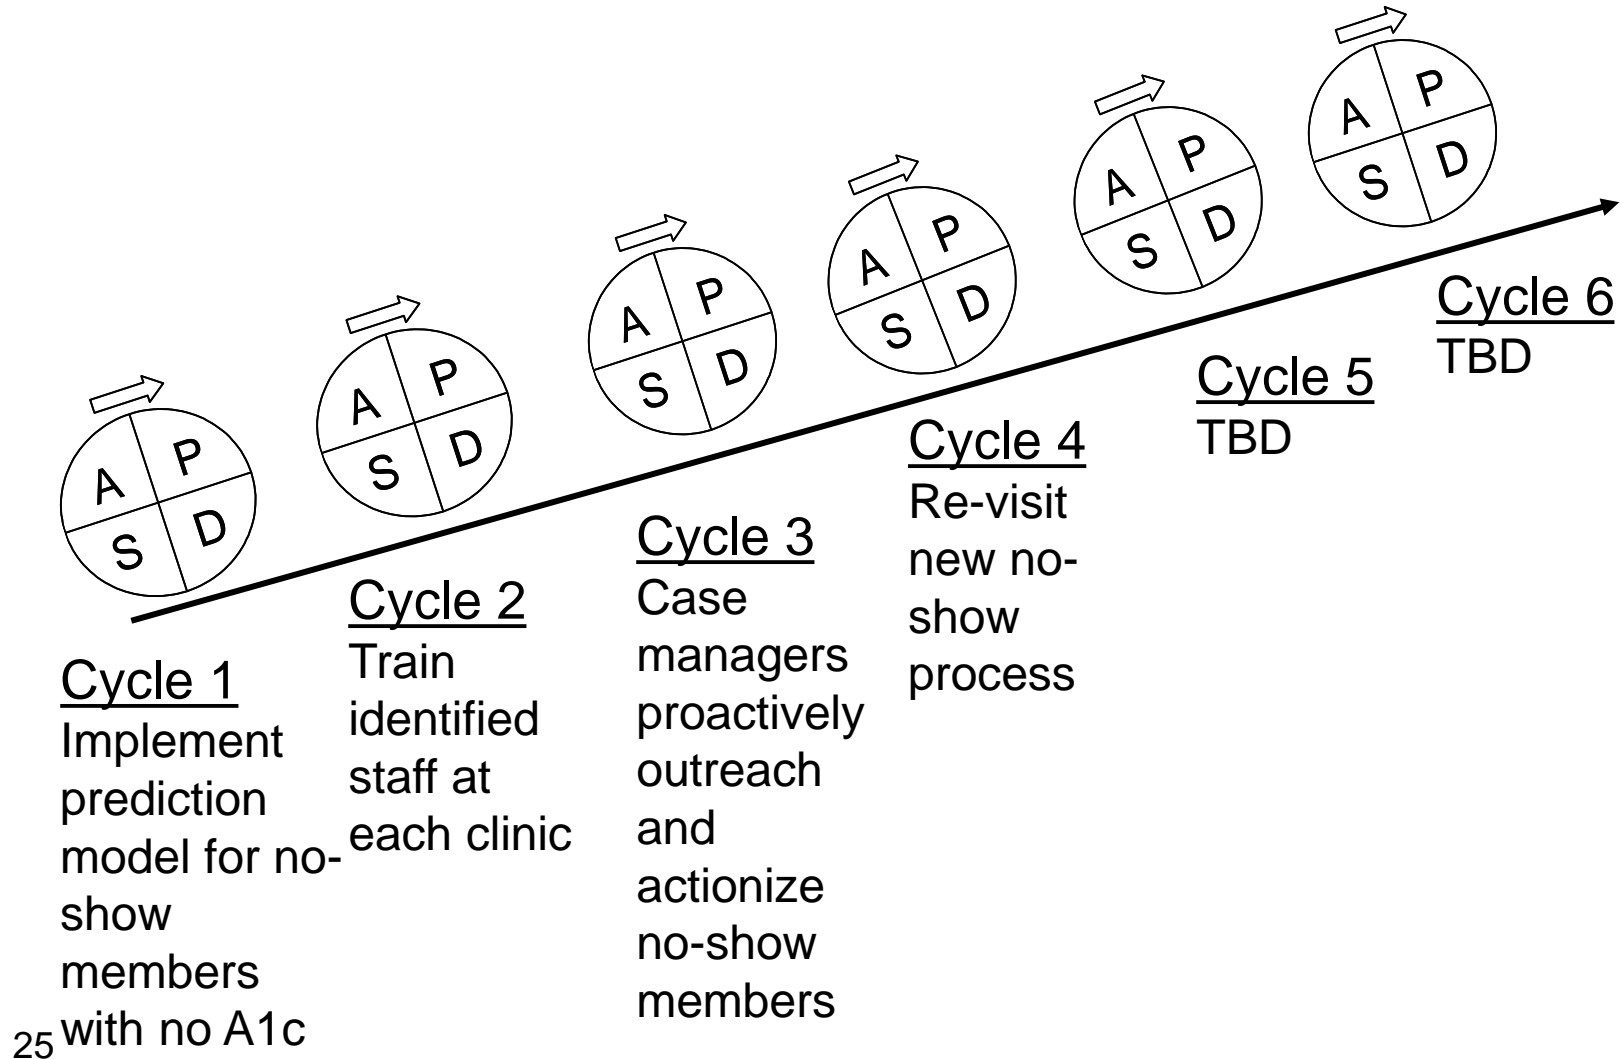 A P
S D
A P
S D
A P
S D
A P
S D
A P
S D
A P
S D
Cycle 1
Implement
prediction
model for no-
show
members
with no A1c
Cycle 2
Train
identified
staff at
each clinic
Cycle 3
Case
managers
proactively
outreach
and
actionize
no-show
members
Cycle 4
Re-visit
new no-
show
process
Cycle 5
TBD
Cycle 6
TBD
25